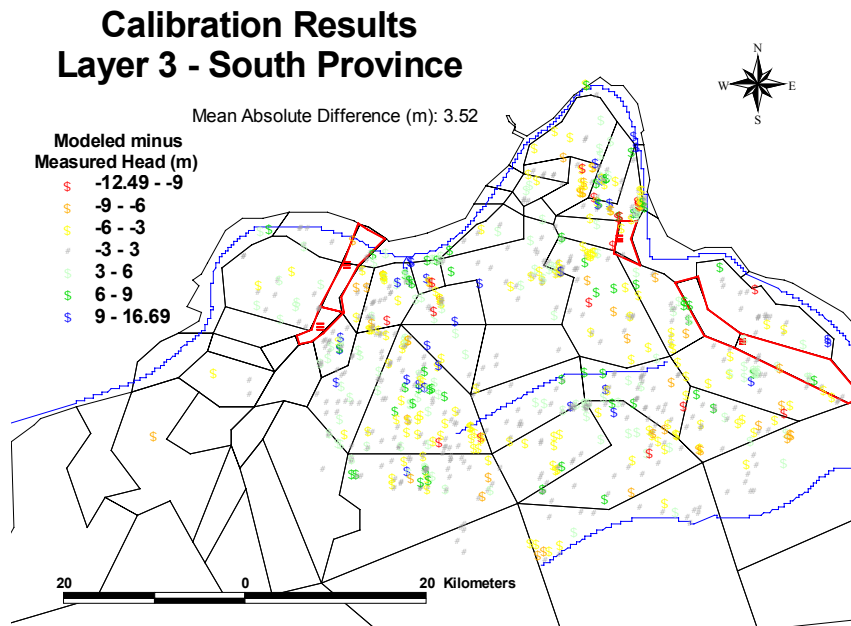 Calibration Results
Layer 3 - South Province
Mean Absolute Difference (m): 3.52
N
W E
S
Modeled minus
Measured Head (m)
$ -12.49 - -9
$ -9 - -6
$ -6 - -3
# -3 - 3
$ 3 - 6
$ 6 - 9
$ 9 - 16.69
20 0 20 Kilometers